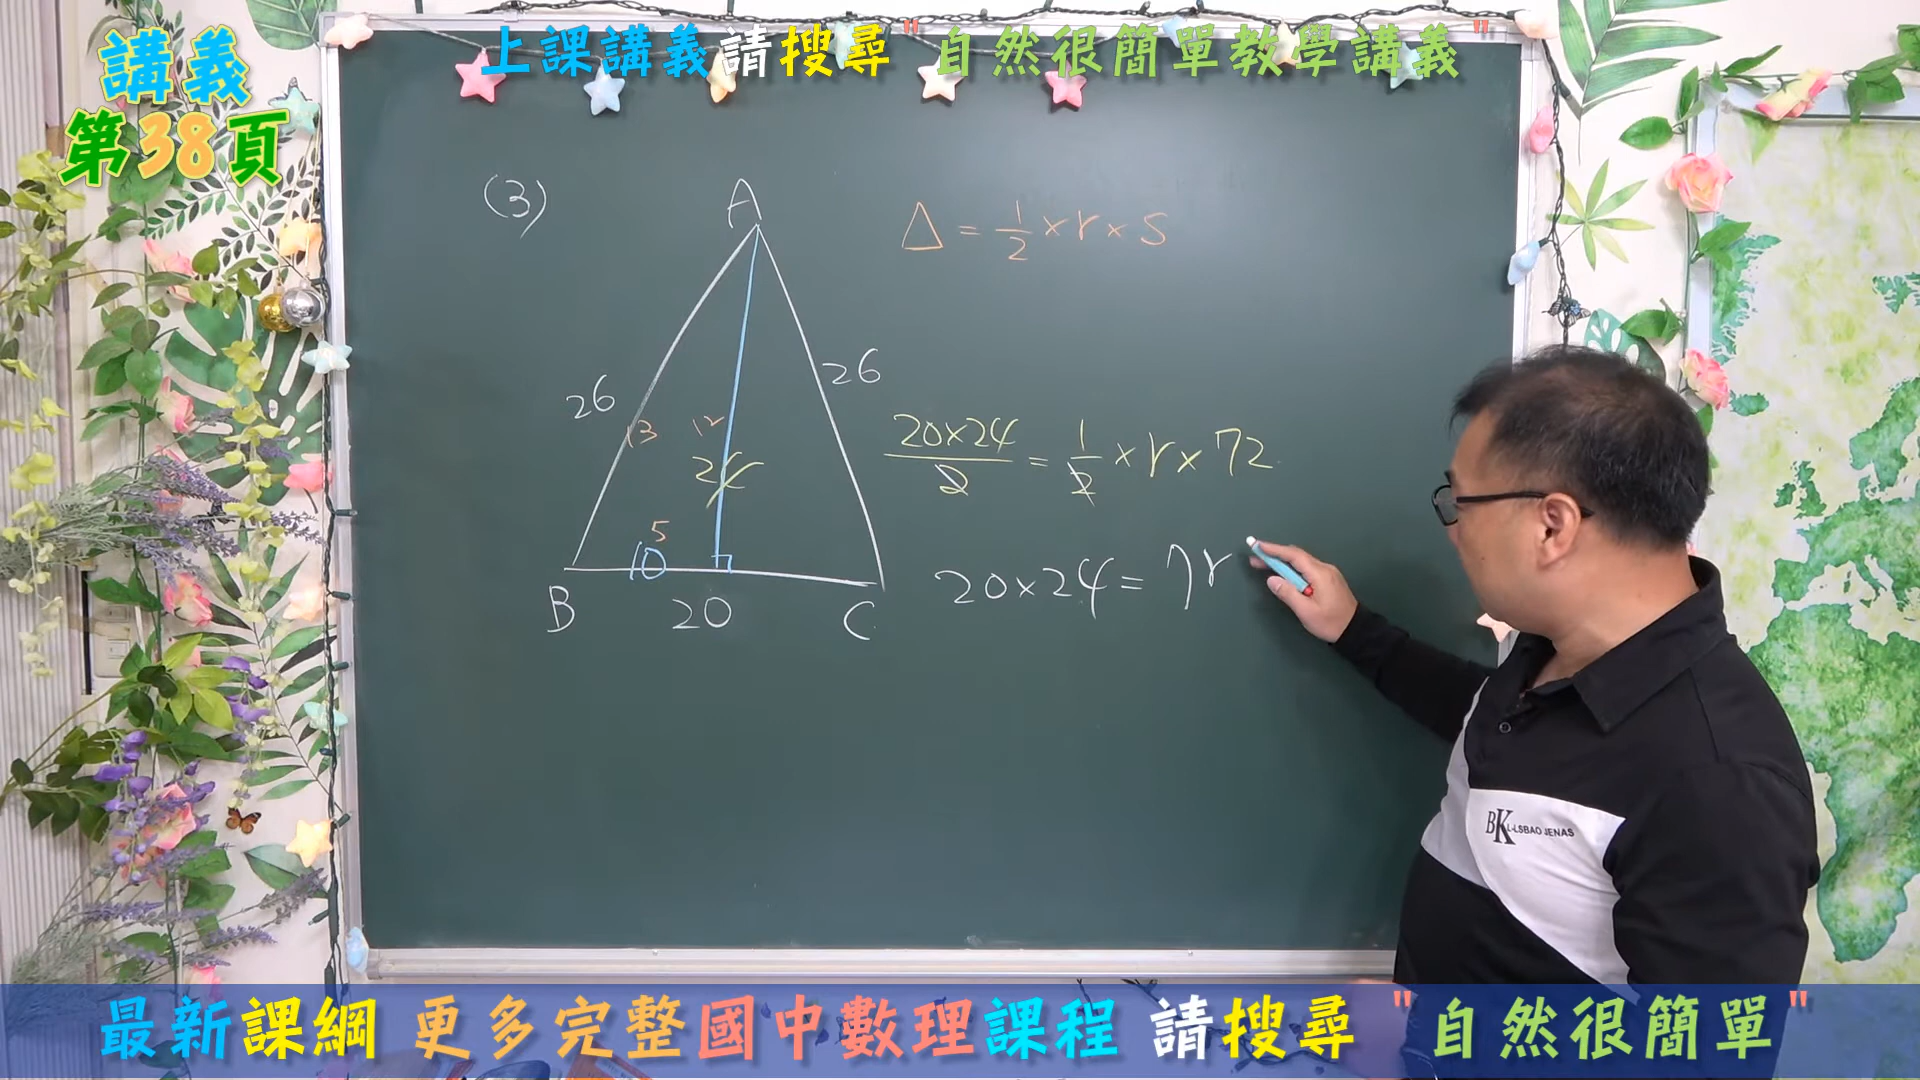 講義
第38頁
上課講義請搜尋"自然很簡單教學講義"
(3)
A
△ = 1/2 × r × s
26
26
13
12
24
20×24/2 = 1/2 × r × 72
5
10
20×24 = 7r
B
20
C
BK L-LSBAO JENAS
最新課綱 更多完整國中數理課程 請搜尋"自然很簡單"